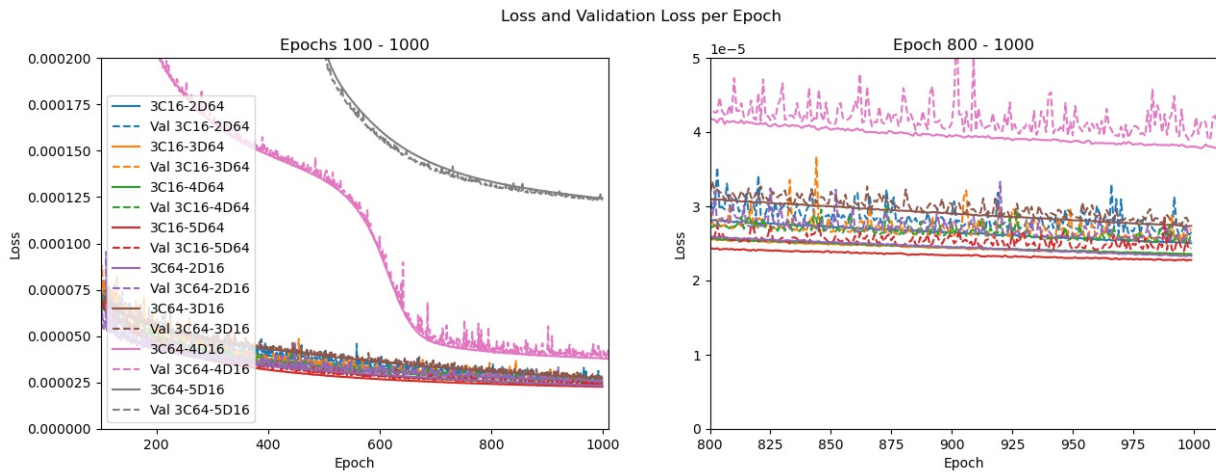 Loss and Validation Loss per Epoch
Epochs 100 - 1000
0.000200
0.000175
0.000150
0.000125
0.000100
0.000075
0.000050
0.000025
0.000000
Loss
3C16-2D64
Val 3C16-2D64
3C16-3D64
Val 3C16-3D64
3C16-4D64
Val 3C16-4D64
3C16-5D64
Val 3C16-5D64
3C64-2D16
Val 3C64-2D16
3C64-3D16
Val 3C64-3D16
3C64-4D16
Val 3C64-4D16
3C64-5D16
Val 3C64-5D16
200 400 600 800 1000
Epoch
Epoch 800 - 1000
1e−5
5
4
3
2
1
0
Loss
800 825 850 875 900 925 950 975 1000
Epoch